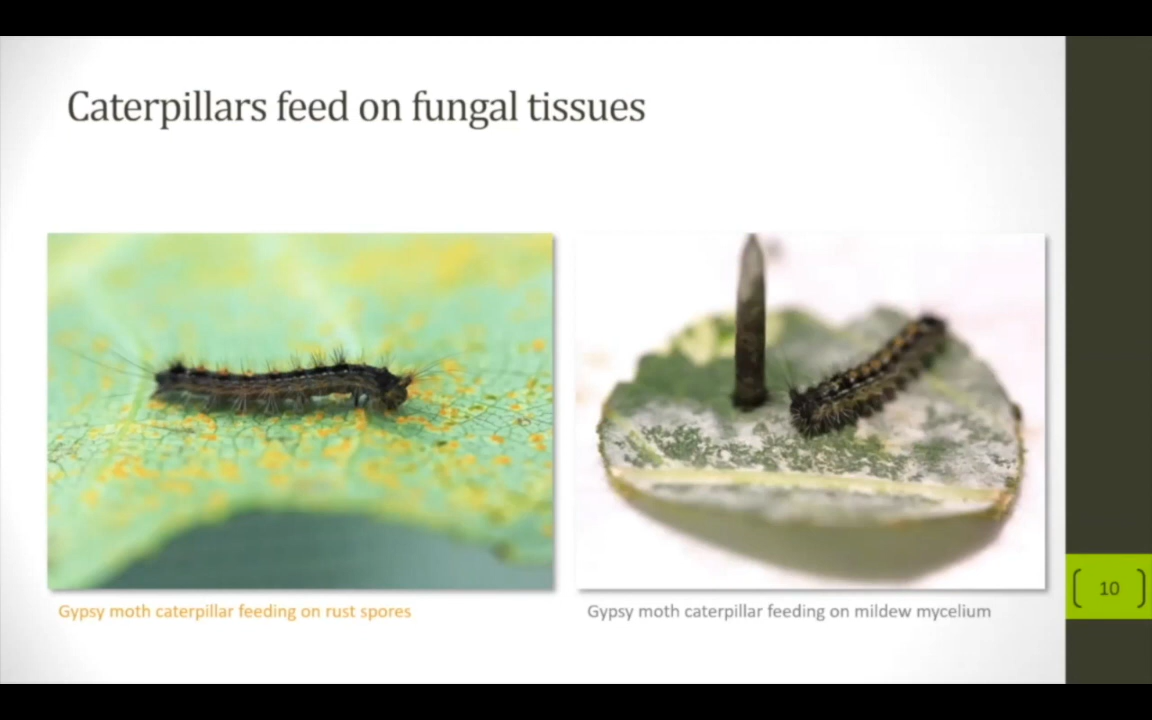 Caterpillars feed on fungal tissues
Gypsy moth caterpillar feeding on rust spores
Gypsy moth caterpillar feeding on mildew mycelium
10